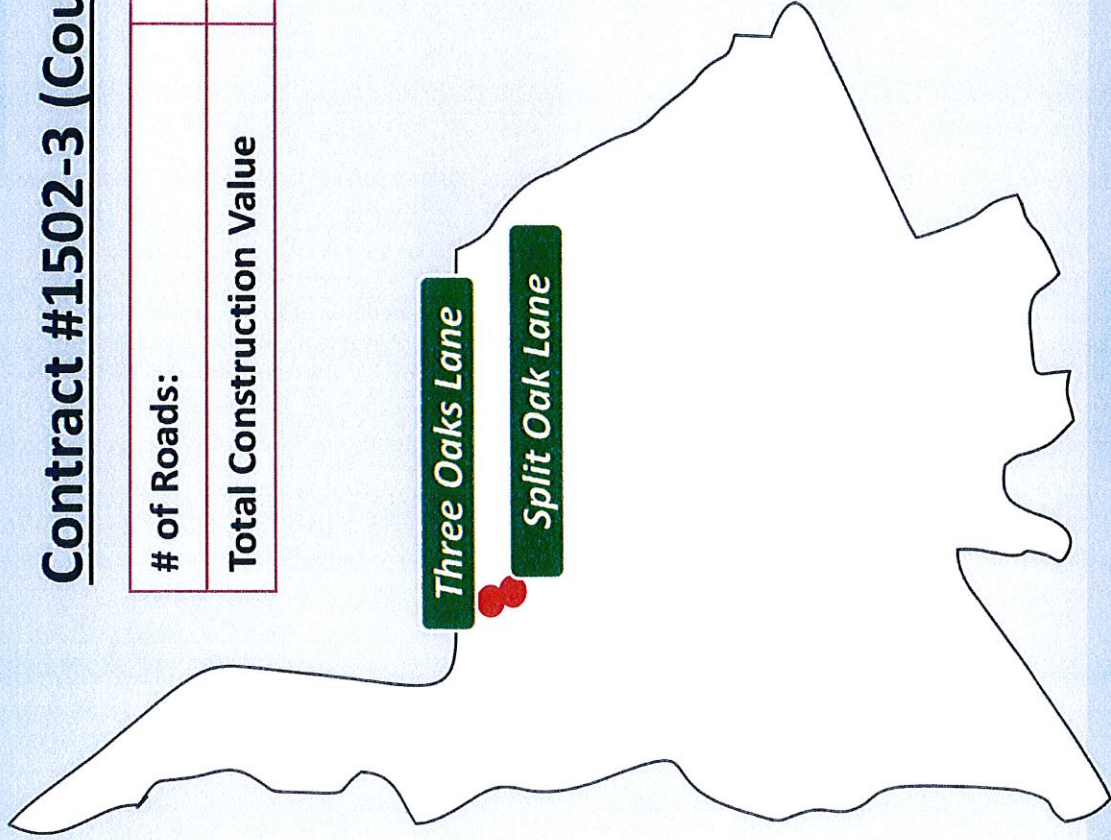 Contract #1502-3 (Cou
# of Roads:
Total Construction Value
Three Oaks Lane
Split Oak Lane